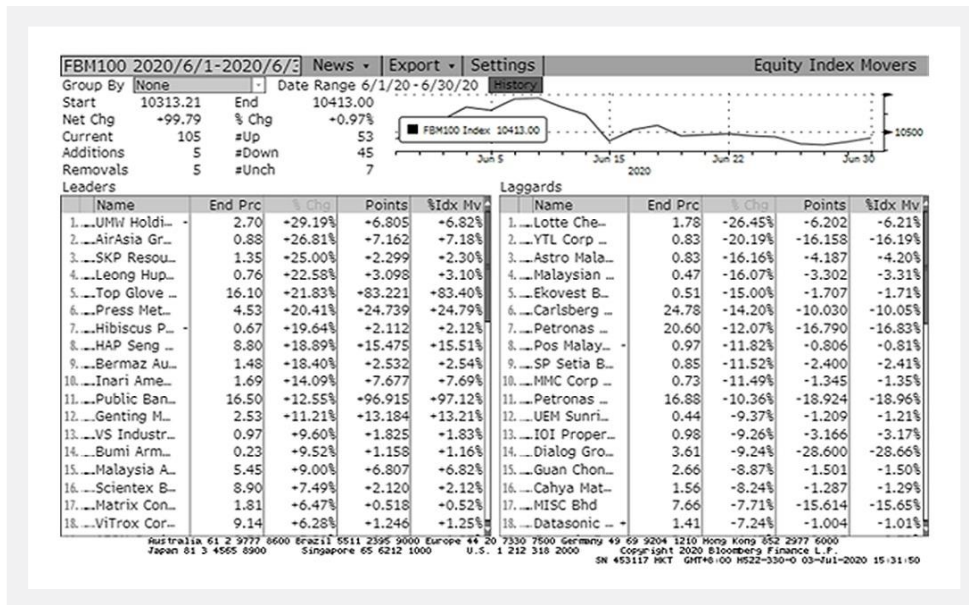 FBM100 2020/6/1-2020/6/3 News Export Settings Equity Index Movers
Group By None Date Range 6/1/20 - 6/30/20 History
Start 10313.21 End 10413.00
Net Chg +99.79 % Chg +0.97%
Current 105 #Up 53
Additions 5 #Down 45
Removals 5 #Unch 7
FBM100 Index 10413.00
10500
Jun 5 Jun 15 Jun 22 Jun 30
2020
Leaders
Name End Prc % Chg Points %Idx Mv
1. UMW Holdi… 2.70 +29.19% +6.805 +6.82%
2. AirAsia Gr… 0.88 +26.81% +7.162 +7.18%
3. SKP Resou… 1.35 +25.00% +2.299 +2.30%
4. Leong Hup… 0.76 +22.58% +3.098 +3.10%
5. Top Glove … 16.10 +21.83% +83.221 +83.40%
6. Press Met… 4.53 +20.41% +24.739 +24.79%
7. Hibiscus P… 0.67 +19.64% +2.112 +2.12%
8. HAP Seng … 8.80 +18.89% +15.475 +15.51%
9. Bermaz Au… 1.48 +18.40% +2.532 +2.54%
10. Inari Ame… 1.69 +14.09% +7.677 +7.69%
11. Public Ban… 16.50 +12.55% +96.915 +97.12%
12. Genting M… 2.53 +11.21% +13.184 +13.21%
13. VS Industr… 0.97 +9.60% +1.825 +1.83%
14. Bumi Arm… 0.23 +9.52% +1.158 +1.16%
15. Malaysia A… 5.45 +9.00% +6.807 +6.82%
16. Scientex B… 8.90 +7.49% +2.120 +2.12%
17. Matrix Con… 1.81 +6.47% +0.518 +0.52%
18. ViTrox Cor… 9.14 +6.28% +1.246 +1.25%
Laggards
Name End Prc % Chg Points %Idx Mv
1. Lotte Che… 1.78 -26.45% -6.202 -6.21%
2. YTL Corp … 0.83 -20.19% -16.158 -16.19%
3. Astro Mala… 0.83 -16.16% -4.187 -4.20%
4. Malaysian … 0.47 -16.07% -3.302 -3.31%
5. Ekovest B… 0.51 -15.00% -1.707 -1.71%
6. Carlsberg … 24.78 -14.20% -10.030 -10.05%
7. Petronas … 20.60 -12.07% -16.790 -16.83%
8. Pos Malay… 0.97 -11.82% -0.806 -0.81%
9. SP Setia B… 0.85 -11.52% -2.400 -2.41%
10. MMC Corp … 0.73 -11.49% -1.345 -1.35%
11. Petronas … 16.88 -10.36% -18.924 -18.96%
12. UEM Sunri… 0.44 -9.37% -1.209 -1.21%
13. IOI Proper… 0.98 -9.26% -3.166 -3.17%
14. Dialog Gro… 3.61 -9.24% -28.600 -28.66%
15. Guan Chon… 2.66 -8.87% -1.501 -1.50%
16. Cahya Mat… 1.56 -8.24% -1.287 -1.29%
17. MISC Bhd 7.66 -7.71% -15.614 -15.65%
18. Datasonic … + 1.41 -7.24% -1.004 -1.01%
Australia 61 2 9777 8600 Brazil 5511 2395 9000 Europe 44 20 7330 7500 Germany 49 69 9204 1210 Hong Kong 852 2977 6000
Japan 81 3 4565 8900 Singapore 65 6212 1000 U.S. 1 212 318 2000 Copyright 2020 Bloomberg Finance L.P.
SN 453117 HKT GMT+8:00 H522-330-0 03-Jul-2020 15:31:50